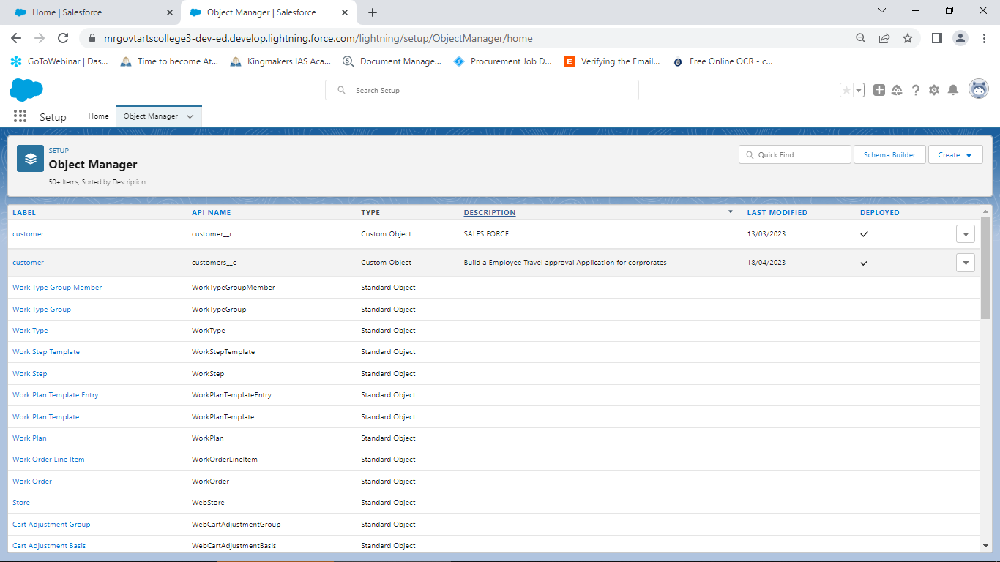 Home | Salesforce
Object Manager | Salesforce
mrgovtartscollege3-dev-ed.develop.lightning.force.com/lightning/setup/ObjectManager/home
GoToWebinar | Das... Time to become At... Kingmakers IAS Aca... Document Manage... Procurement Job D... Verifying the Email... Free Online OCR - c...
Search Setup
Setup Home Object Manager
SETUP
Object Manager
50+ Items, Sorted by Description
Quick Find Schema Builder Create
LABEL API NAME TYPE DESCRIPTION LAST MODIFIED DEPLOYED
customer customer__c Custom Object SALES FORCE 13/03/2023
customer customers__c Custom Object Build a Employee Travel approval Application for corprorates 18/04/2023
Work Type Group Member WorkTypeGroupMember Standard Object
Work Type Group WorkTypeGroup Standard Object
Work Type WorkType Standard Object
Work Step Template WorkStepTemplate Standard Object
Work Step WorkStep Standard Object
Work Plan Template Entry WorkPlanTemplateEntry Standard Object
Work Plan Template WorkPlanTemplate Standard Object
Work Plan WorkPlan Standard Object
Work Order Line Item WorkOrderLineItem Standard Object
Work Order WorkOrder Standard Object
Store WebStore Standard Object
Cart Adjustment Group WebCartAdjustmentGroup Standard Object
Cart Adjustment Basis WebCartAdjustmentBasis Standard Object